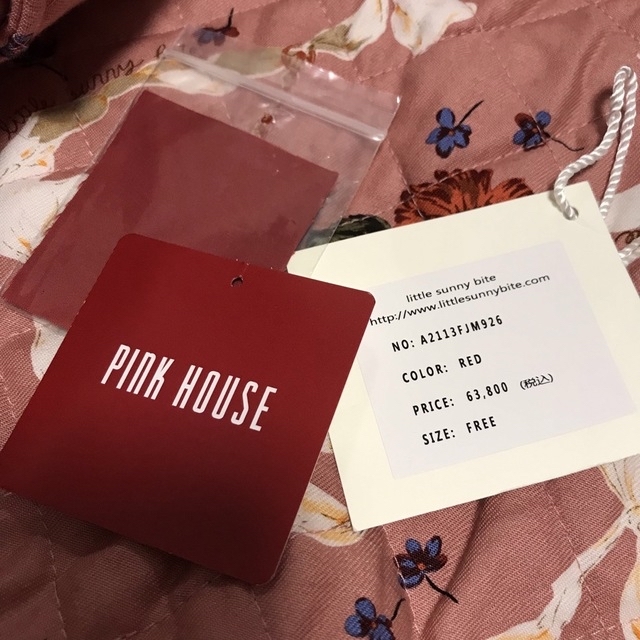 PINK HOUSE
little sunny bite
http://www.littlesunnybite.com
NO: A2113FJM926
COLOR: RED
PRICE: 63,800 (税込)
SIZE: FREE